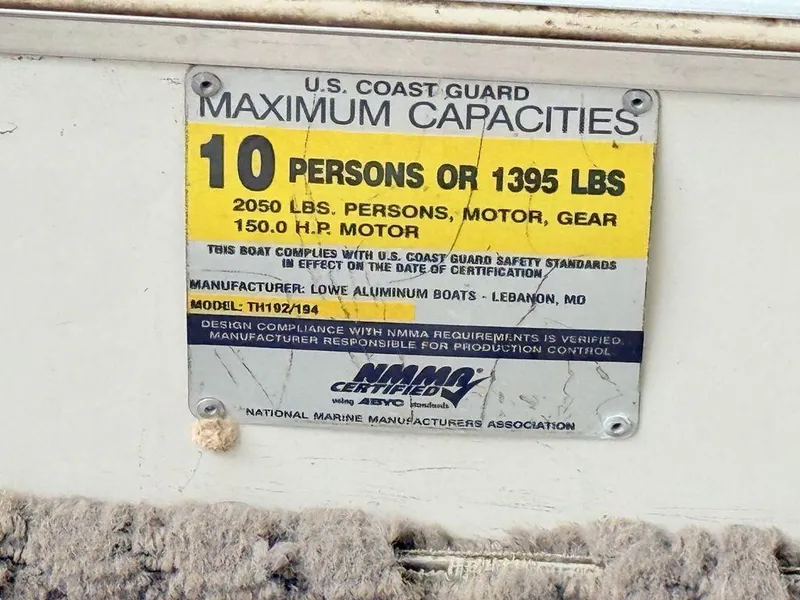 U.S. COAST GUARD
MAXIMUM CAPACITIES
10 PERSONS OR 1395 LBS
2050 LBS. PERSONS, MOTOR, GEAR
150.0 H.P. MOTOR
THIS BOAT COMPLIES WITH U.S. COAST GUARD SAFETY STANDARDS
IN EFFECT ON THE DATE OF CERTIFICATION
MANUFACTURER: LOWE ALUMINUM BOATS - LEBANON, MO
MODEL: TH192/194
DESIGN COMPLIANCE WITH NMMA REQUIREMENTS IS VERIFIED.
MANUFACTURER RESPONSIBLE FOR PRODUCTION CONTROL
NMMA®
CERTIFIED
using ABYC standards
NATIONAL MARINE MANUFACTURERS ASSOCIATION